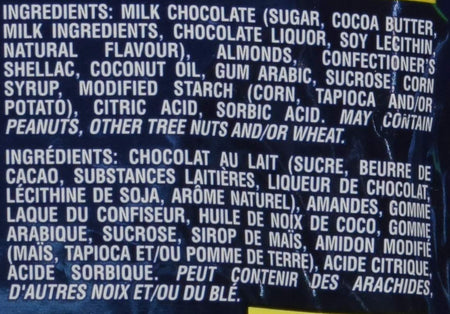 INGREDIENTS: MILK CHOCOLATE (SUGAR, COCOA BUTTER,
MILK INGREDIENTS, CHOCOLATE LIQUOR, SOY LECITHIN,
NATURAL FLAVOUR), ALMONDS, CONFECTIONER'S
SHELLAC, COCONUT OIL, GUM ARABIC, SUCROSE, CORN
SYRUP, MODIFIED STARCH (CORN, TAPIOCA AND/OR
POTATO), CITRIC ACID, SORBIC ACID. MAY CONTAIN
PEANUTS, OTHER TREE NUTS AND/OR WHEAT.
INGRÉDIENTS: CHOCOLAT AU LAIT (SUCRE, BEURRE DE
CACAO, SUBSTANCES LAITIÈRES, LIQUEUR DE CHOCOLAT,
LÉCITHINE DE SOJA, ARÔME NATUREL), AMANDES, GOMME
LAQUE DU CONFISEUR, HUILE DE NOIX DE COCO, GOMME
ARABIQUE, SUCROSE, SIROP DE MAÏS, AMIDON MODIFIÉ
(MAÏS, TAPIOCA ET/OU POMME DE TERRE), ACIDE CITRIQUE,
ACIDE SORBIQUE. PEUT CONTENIR DES ARACHIDES,
D'AUTRES NOIX ET/OU DU BLÉ.